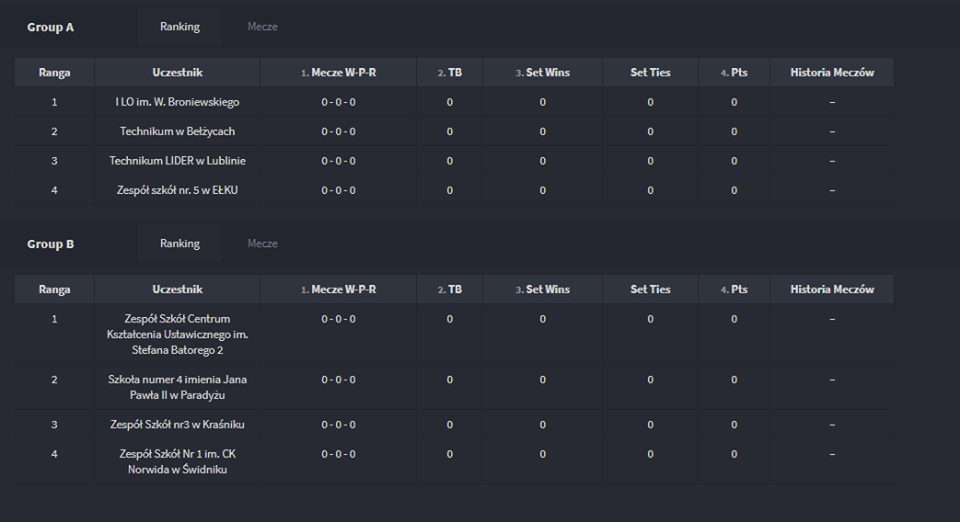 Group A Ranking Mecze
Ranga Uczestnik 1. Mecze W-P-R 2. TB 3. Set Wins Set Ties 4. Pts Historia Meczów
1 I LO im. W. Broniewskiego 0 - 0 - 0 0 0 0 0 –
2 Technikum w Bełżycach 0 - 0 - 0 0 0 0 0 –
3 Technikum LIDER w Lublinie 0 - 0 - 0 0 0 0 0 –
4 Zespół szkół nr. 5 w EŁKU 0 - 0 - 0 0 0 0 0 –
Group B Ranking Mecze
Ranga Uczestnik 1. Mecze W-P-R 2. TB 3. Set Wins Set Ties 4. Pts Historia Meczów
1 Zespół Szkół Centrum 0 - 0 - 0 0 0 0 0 –
Kształcenia Ustawicznego im.
Stefana Batorego 2
2 Szkoła numer 4 imienia Jana 0 - 0 - 0 0 0 0 0 –
Pawła II w Paradyżu
3 Zespół Szkół nr3 w Kraśniku 0 - 0 - 0 0 0 0 0 –
4 Zespół Szkół Nr 1 im. CK 0 - 0 - 0 0 0 0 0 –
Norwida w Świdniku